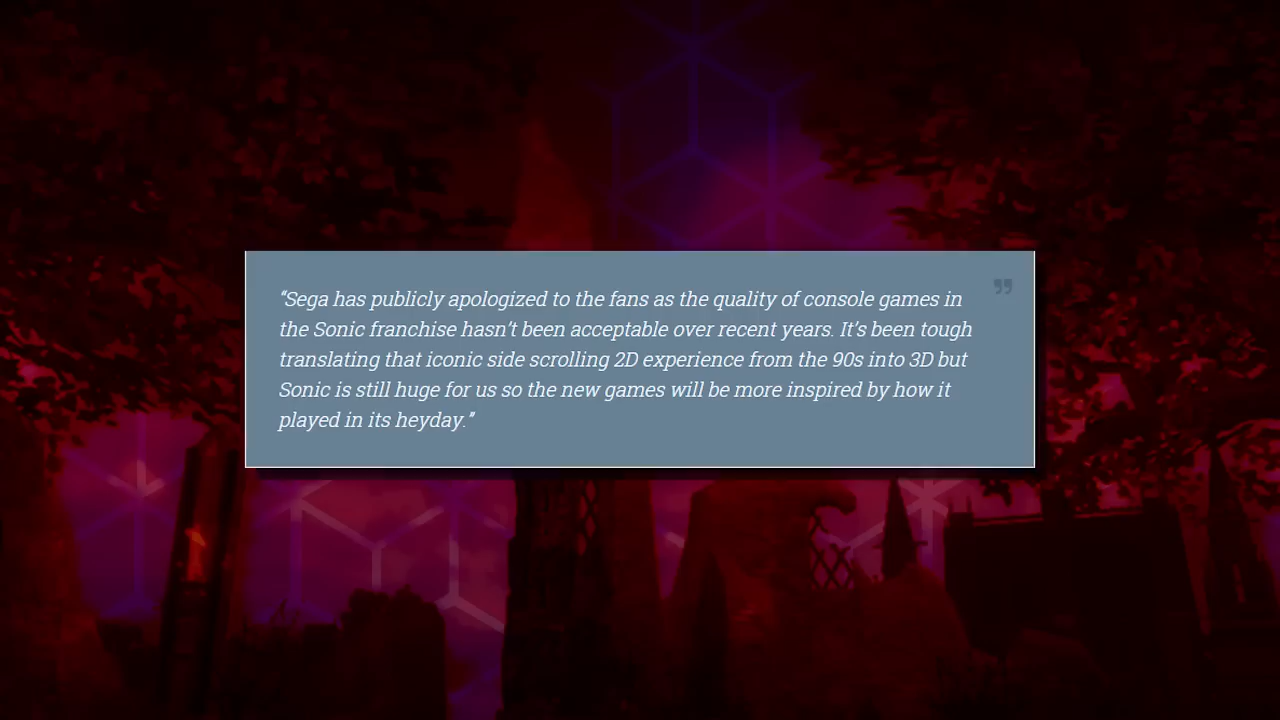 “Sega has publicly apologized to the fans as the quality of console games in
the Sonic franchise hasn’t been acceptable over recent years. It’s been tough
translating that iconic side scrolling 2D experience from the 90s into 3D but
Sonic is still huge for us so the new games will be more inspired by how it
played in its heyday.”